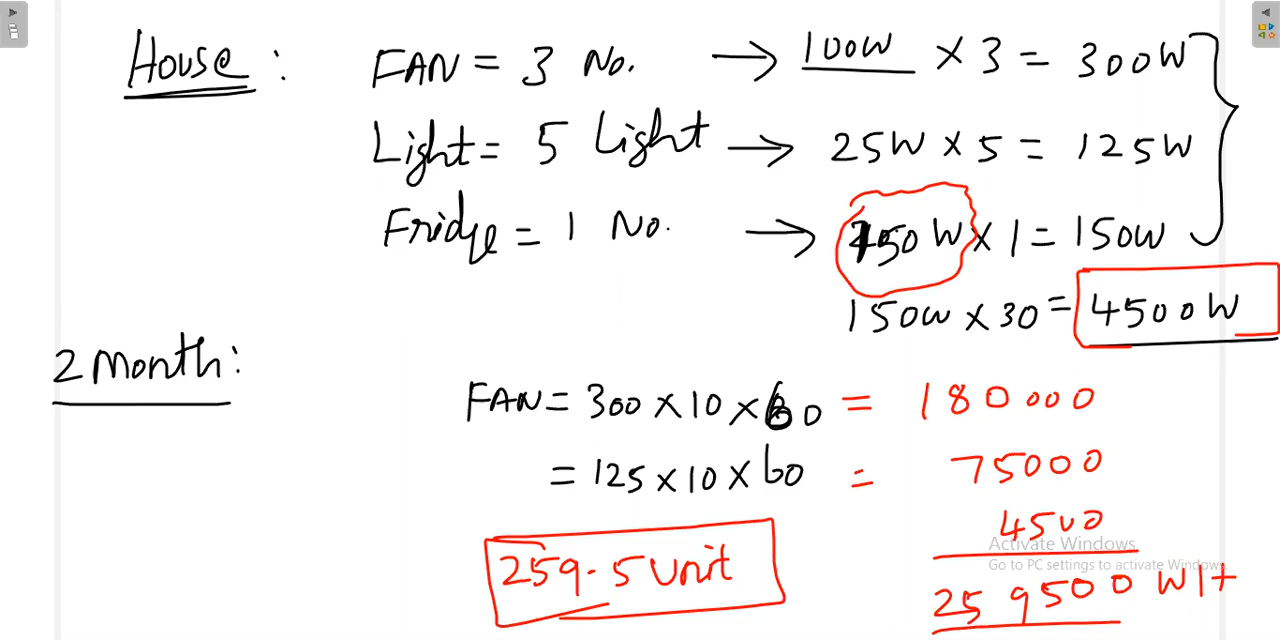 House : FAN = 3 No. → 100W × 3 = 300W
Light = 5 Light → 25W × 5 = 125W
Fridge = 1 No. → 150W × 1 = 150W
150W × 30 = 4500W
2 Month :
FAN = 300 × 10 × 60 = 180000
= 125 × 10 × 60 = 75000
4500
Activate Windows
Go to PC settings to activate Windows.
259.5 Unit
259500 WH